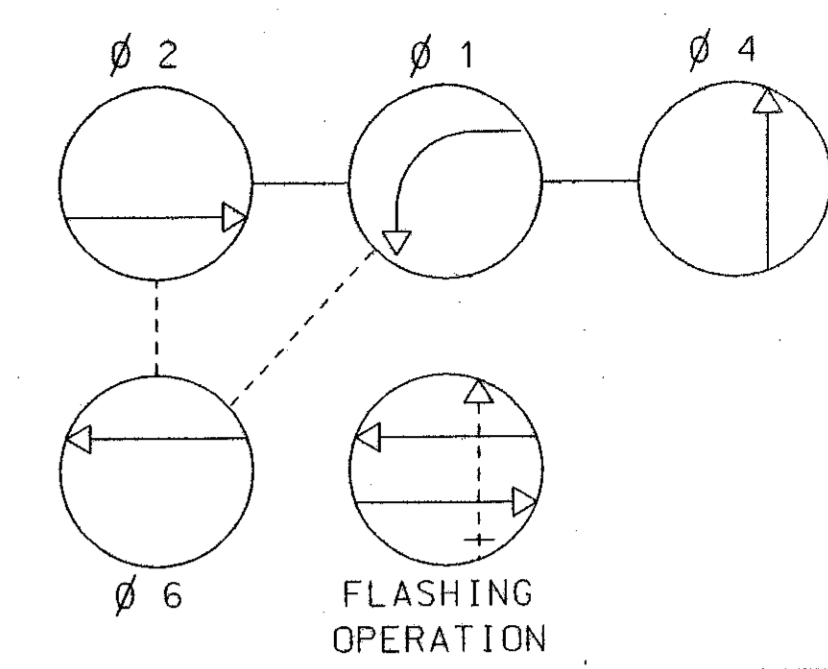 Ø 2
Ø 1
Ø 4
Ø 6
FLASHING
OPERATION